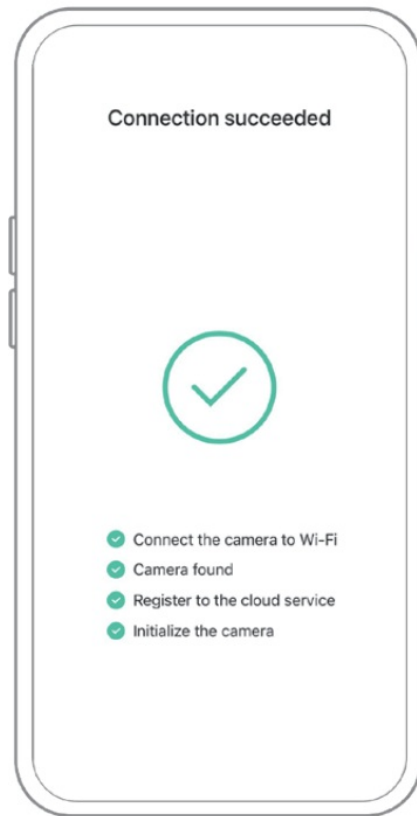 Connection succeeded
Connect the camera to Wi-Fi
Camera found
Register to the cloud service
Initialize the camera